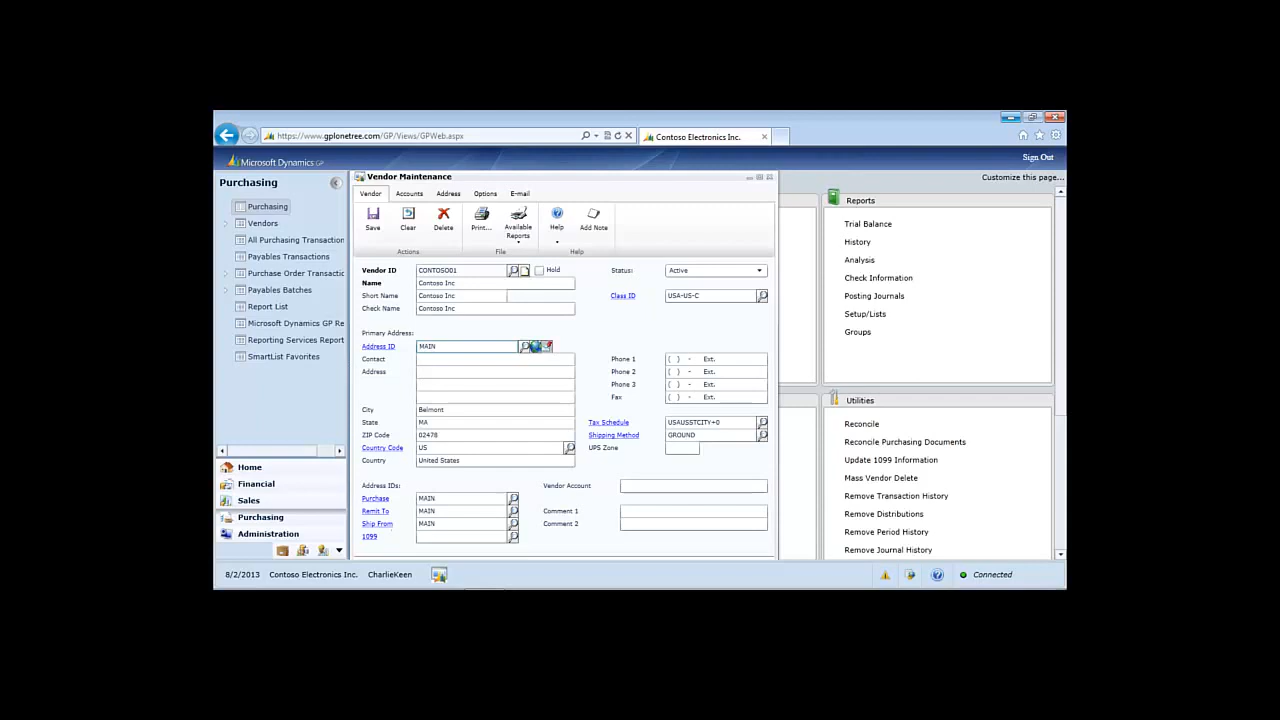 https://www.gplonetree.com/GP/Views/GPWeb.aspx
Contoso Electronics Inc.
Microsoft Dynamics GP
Sign Out
Customize this page...
Purchasing
Purchasing
Vendors
All Purchasing Transaction
Payables Transactions
Purchase Order Transactic
Payables Batches
Report List
Microsoft Dynamics GP Re
Reporting Services Report
SmartList Favorites
Home
Financial
Sales
Purchasing
Administration
Vendor Maintenance
Vendor Accounts Address Options E-mail
Save Clear Delete Print... Available Reports Help Add Note
Actions File Help
Vendor ID CONTOSO01 Hold Status: Active
Name Contoso Inc
Short Name Contoso Inc Class ID USA-US-C
Check Name Contoso Inc
Primary Address:
Address ID MAIN
Contact Phone 1 ( ) - Ext.
Address Phone 2 ( ) - Ext.
Phone 3 ( ) - Ext.
Fax ( ) - Ext.
City Belmont
State MA Tax Schedule USAUSSTCITY+0
ZIP Code 02478 Shipping Method GROUND
Country Code US UPS Zone
Country United States
Address IDs: Vendor Account
Purchase MAIN
Remit To MAIN Comment 1
Ship From MAIN Comment 2
1099
Reports
Trial Balance
History
Analysis
Check Information
Posting Journals
Setup/Lists
Groups
Utilities
Reconcile
Reconcile Purchasing Documents
Update 1099 Information
Mass Vendor Delete
Remove Transaction History
Remove Distributions
Remove Period History
Remove Journal History
8/2/2013 Contoso Electronics Inc. CharlieKeen
Connected